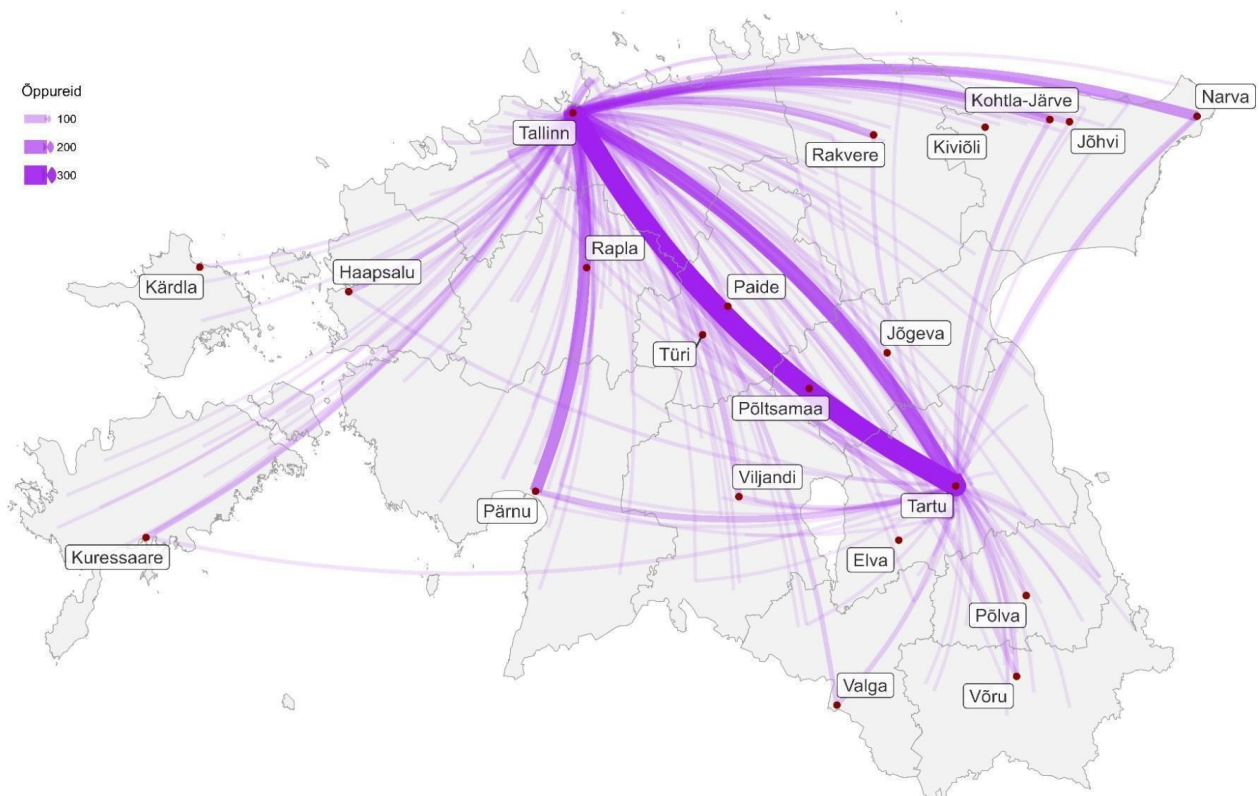 Õppureid
100
200
300
Tallinn
Rakvere
Kohtla-Järve
Kiviõli
Jõhvi
Narva
Kärdla
Haapsalu
Rapla
Paide
Türi
Jõgeva
Põltsamaa
Viljandi
Pärnu
Tartu
Kuressaare
Elva
Põlva
Valga
Võru